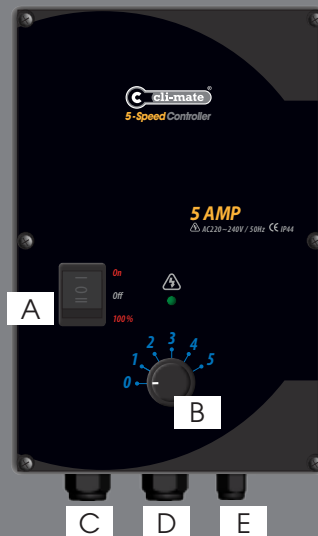 C cli-mate®
5-Speed Controller
5 AMP
AC220-240V / 50Hz CE IP44
On
Off
100%
A
I O II
0 1 2 3 4 5
B
C D E